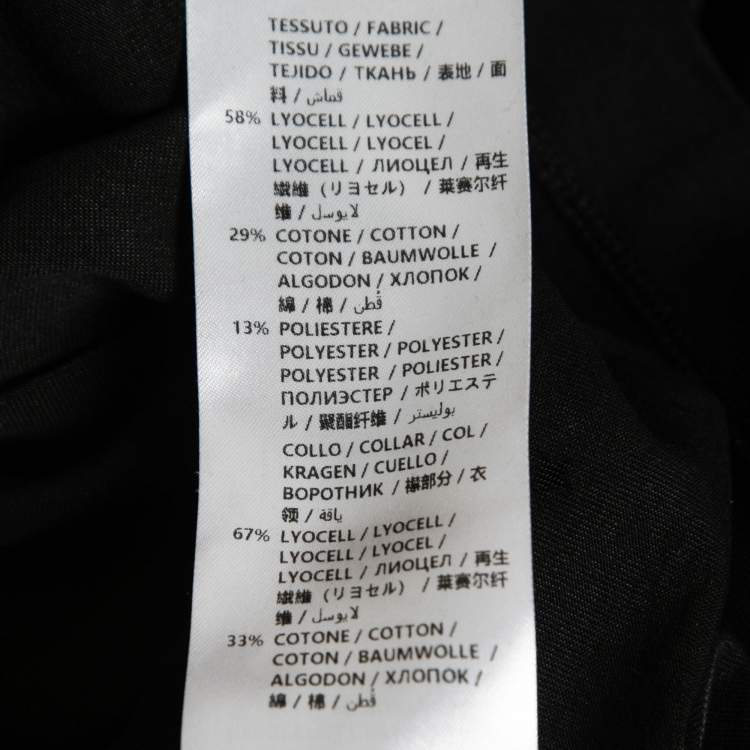 TESSUTO / FABRIC /
TISSU / GEWEBE /
TEJIDO / ТКАНЬ / 表地 / 面
料 / قماش
58% LYOCELL / LYOCELL /
LYOCELL / LYOCEL /
LYOCELL / ЛИОЦЕЛ / 再生
繊維（リヨセル） / 莱赛尔纤
维 / لايوسل
29% COTONE / COTTON /
COTON / BAUMWOLLE /
ALGODON / ХЛОПОК /
綿 / 棉 / قُطن
13% POLIESTERE /
POLYESTER / POLYESTER /
POLYESTER / POLIESTER /
ПОЛИЭСТЕР / ポリエステ
ル / 聚酯纤维 / بوليستر
COLLO / COLLAR / COL /
KRAGEN / CUELLO /
ВОРОТНИК / 襟部分 / 衣
领 / ياقة
67% LYOCELL / LYOCELL /
LYOCELL / LYOCEL /
LYOCELL / ЛИОЦЕЛ / 再生
繊維（リヨセル） / 莱赛尔纤
维 / لايوسل
33% COTONE / COTTON /
COTON / BAUMWOLLE /
ALGODON / ХЛОПОК /
綿 / 棉 / قُطن